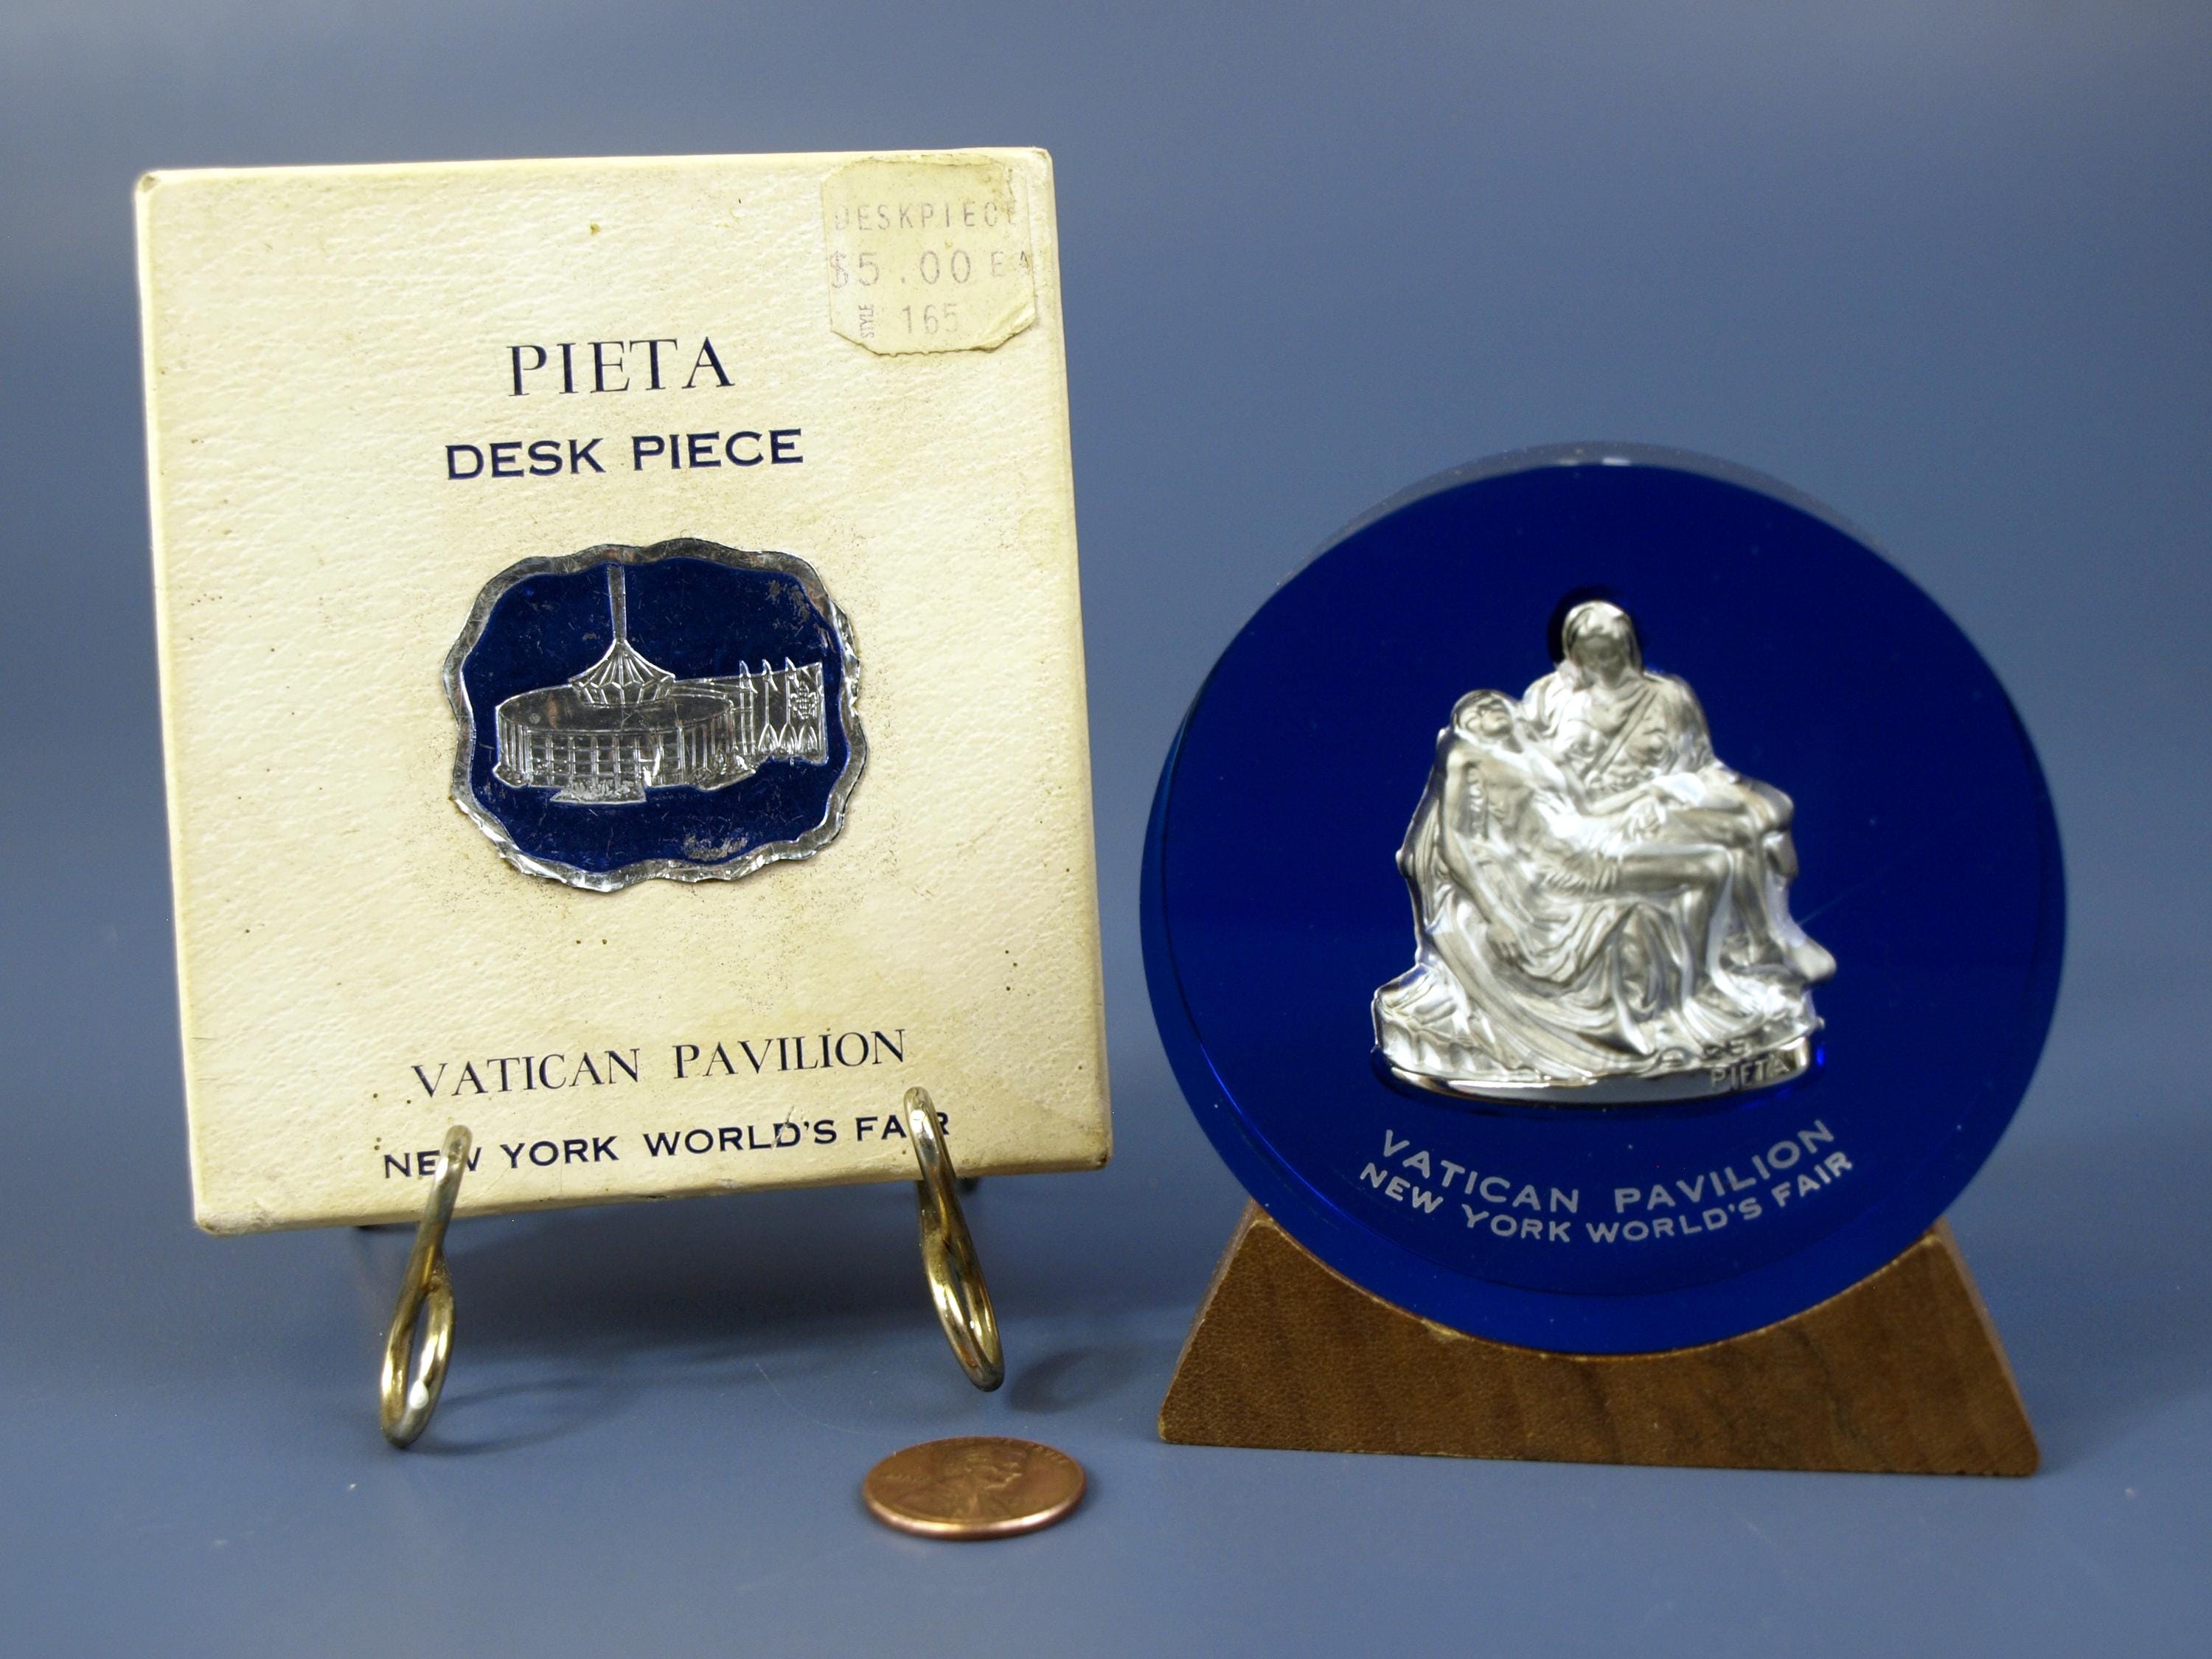 DESKPIECE
$5.00 EA
STYLE 165
PIETA
DESK PIECE
VATICAN PAVILION
NEW YORK WORLD'S FAIR
PIETA
VATICAN PAVILION
NEW YORK WORLD'S FAIR